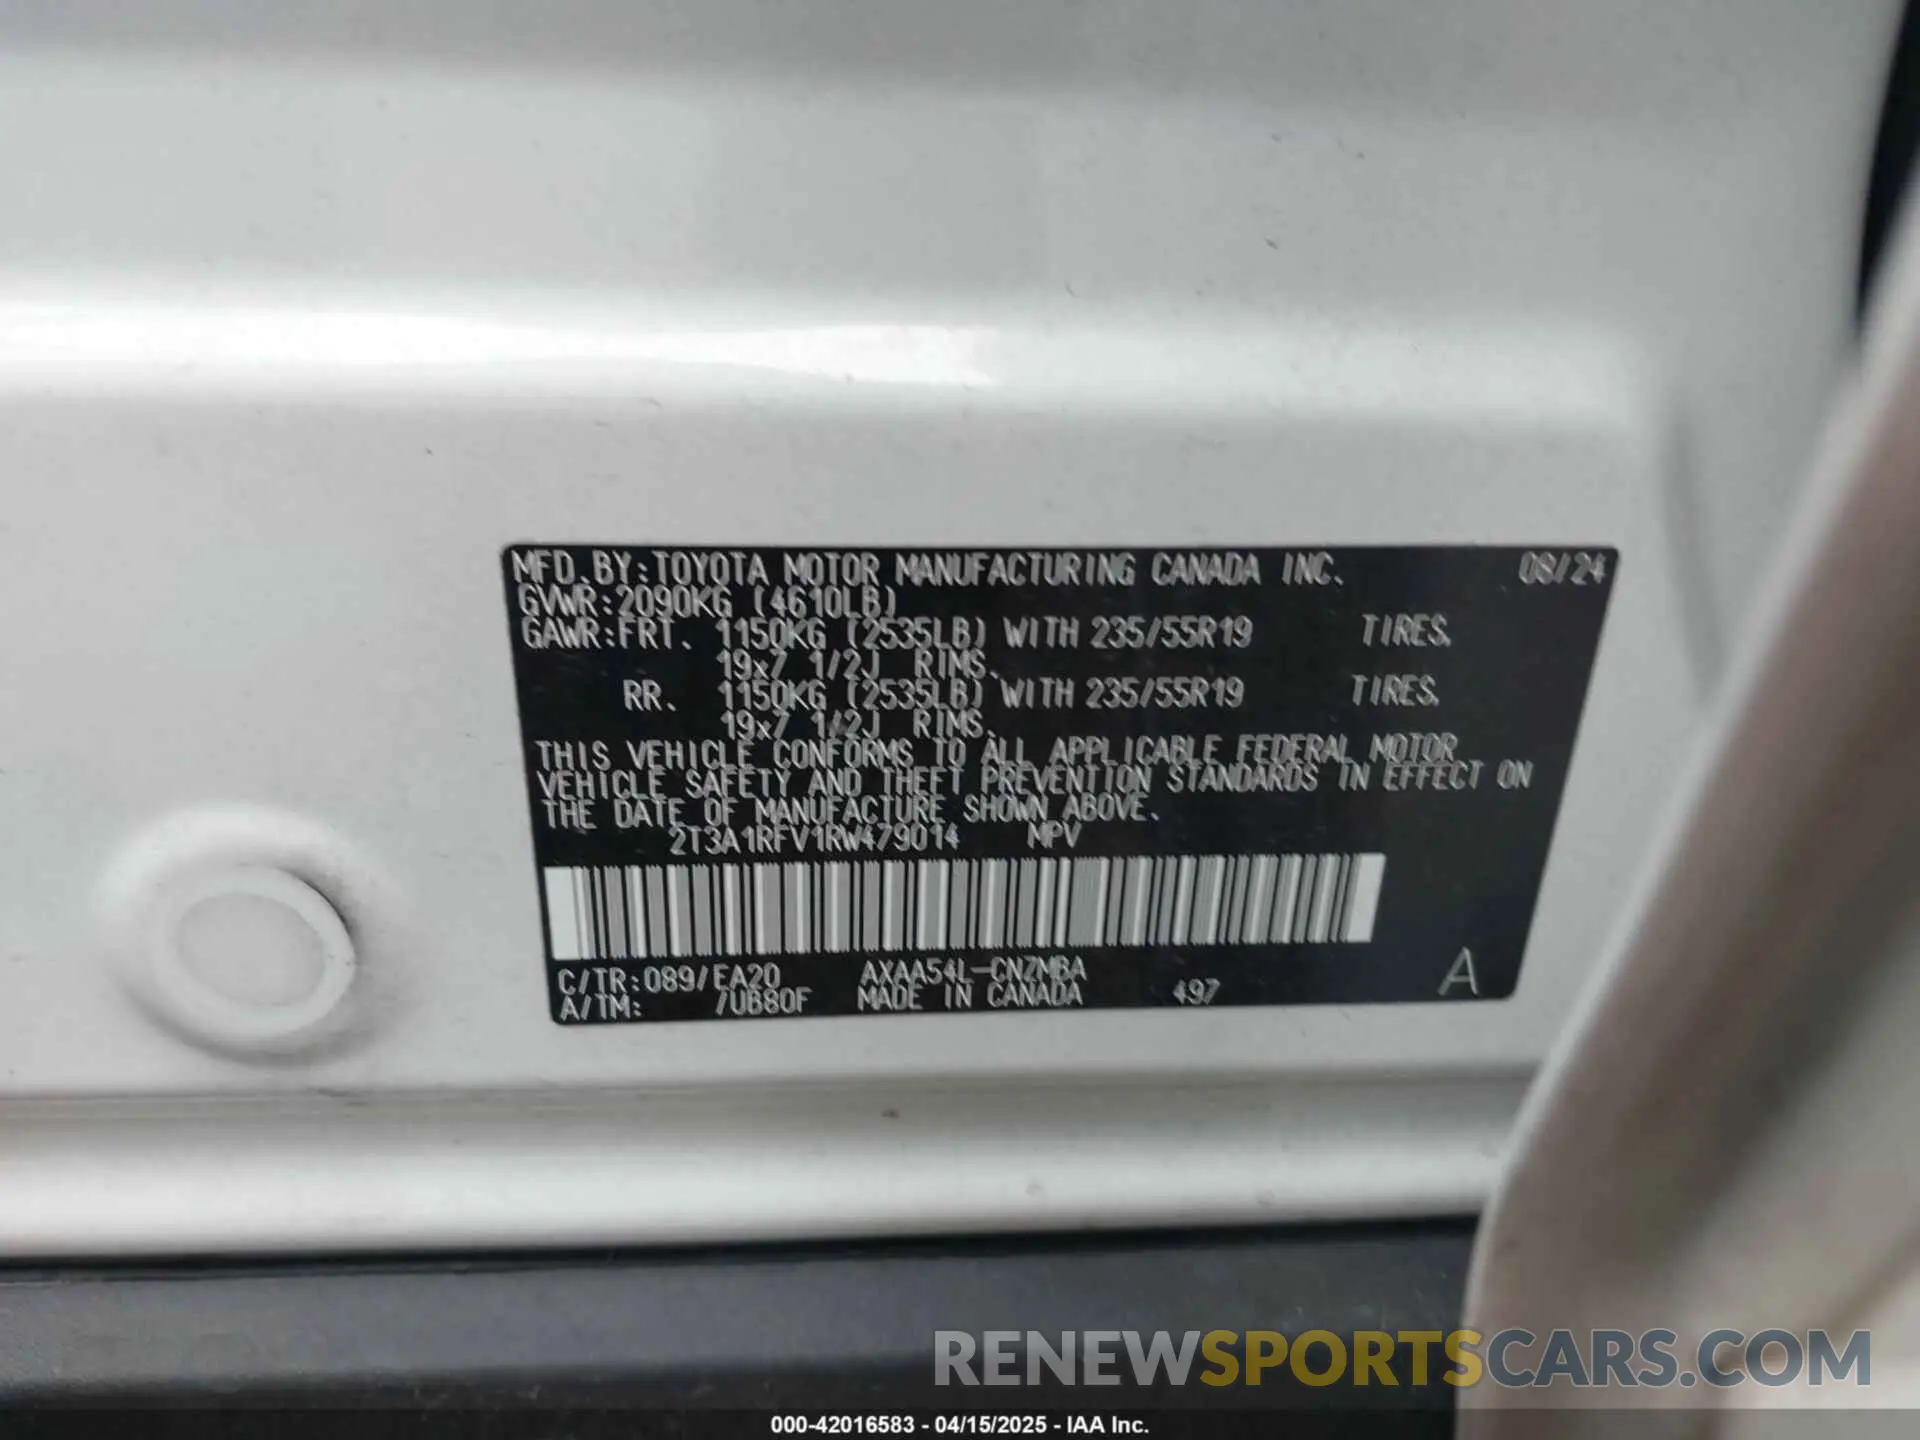 MFD.BY:TOYOTA MOTOR MANUFACTURING CANADA INC. 08/24
GVWR:2090KG (4610LB)
GAWR:FRT. 1150KG (2535LB) WITH 235/55R19 TIRES,
19x7 1/2J RIMS.
RR. 1150KG (2535LB) WITH 235/55R19 TIRES,
19x7 1/2J RIMS.
THIS VEHICLE CONFORMS TO ALL APPLICABLE FEDERAL MOTOR
VEHICLE SAFETY AND THEFT PREVENTION STANDARDS IN EFFECT ON
THE DATE OF MANUFACTURE SHOWN ABOVE.
2T3A1RFV1RW479014 MPV
C/TR:089/EA20 AXAA54L-CNZMBA
A/TM: /UB80F MADE IN CANADA 497 A
RENEWSPORTSCARS.COM
000-42016583 - 04/15/2025 - IAA Inc.